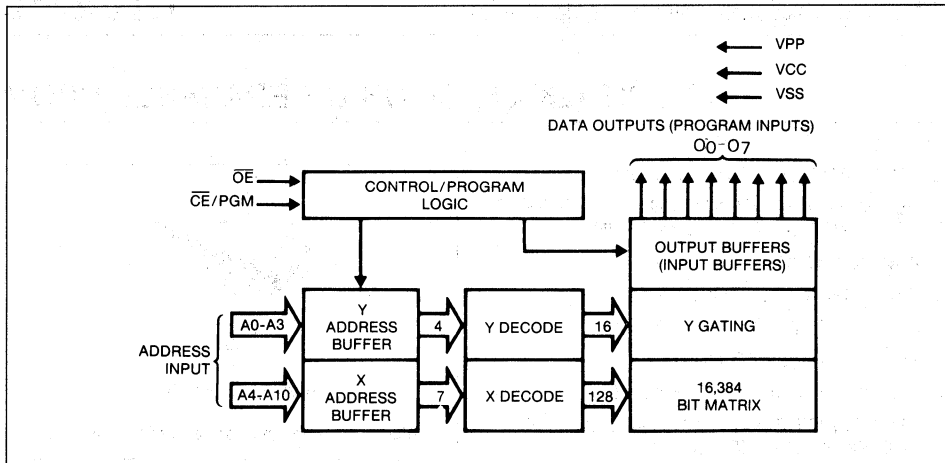 VPP
VCC
VSS
DATA OUTPUTS (PROGRAM INPUTS)
O0-O7
OE
CE/PGM
CONTROL/PROGRAM
LOGIC
OUTPUT BUFFERS
(INPUT BUFFERS)
ADDRESS
INPUT
A0-A3
Y
ADDRESS
BUFFER
4
Y DECODE
16
Y GATING
A4-A10
X
ADDRESS
BUFFER
7
X DECODE
128
16,384
BIT MATRIX